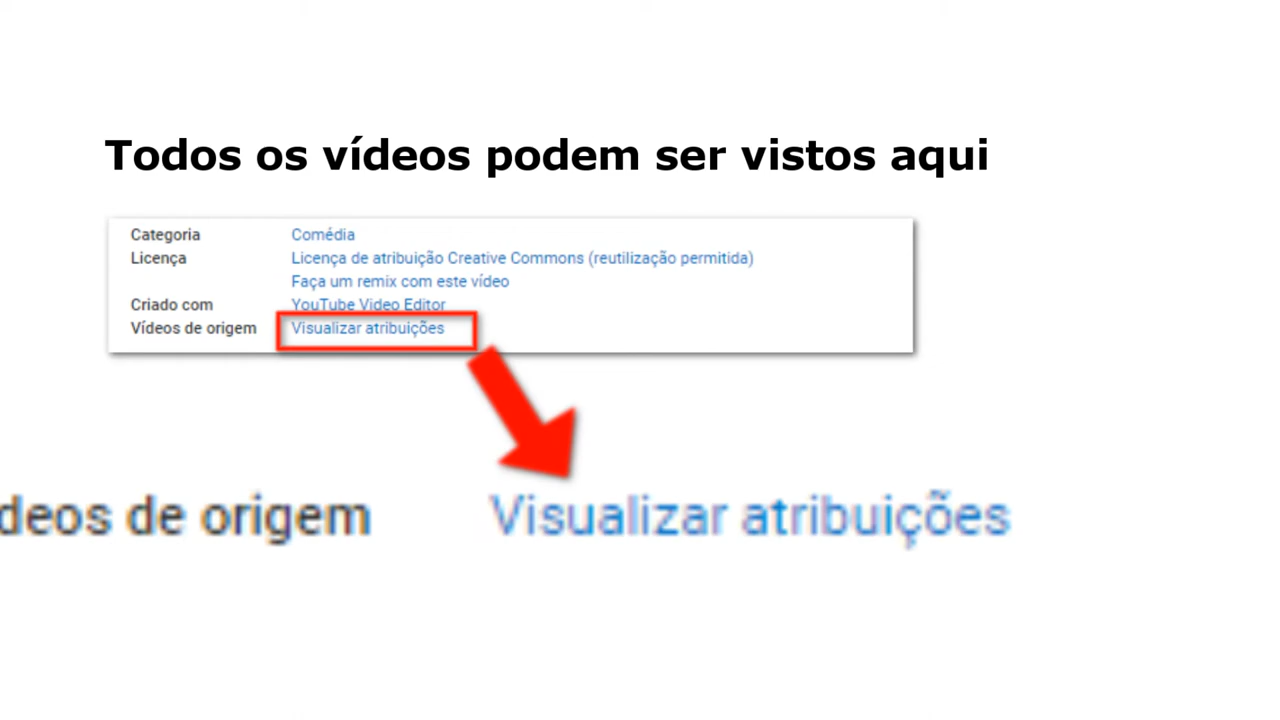 Todos os vídeos podem ser vistos aqui
Categoria Comédia
Licença Licença de atribuição Creative Commons (reutilização permitida)
Faça um remix com este vídeo
Criado com YouTube Video Editor
Vídeos de origem Visualizar atribuições
deos de origem Visualizar atribuições